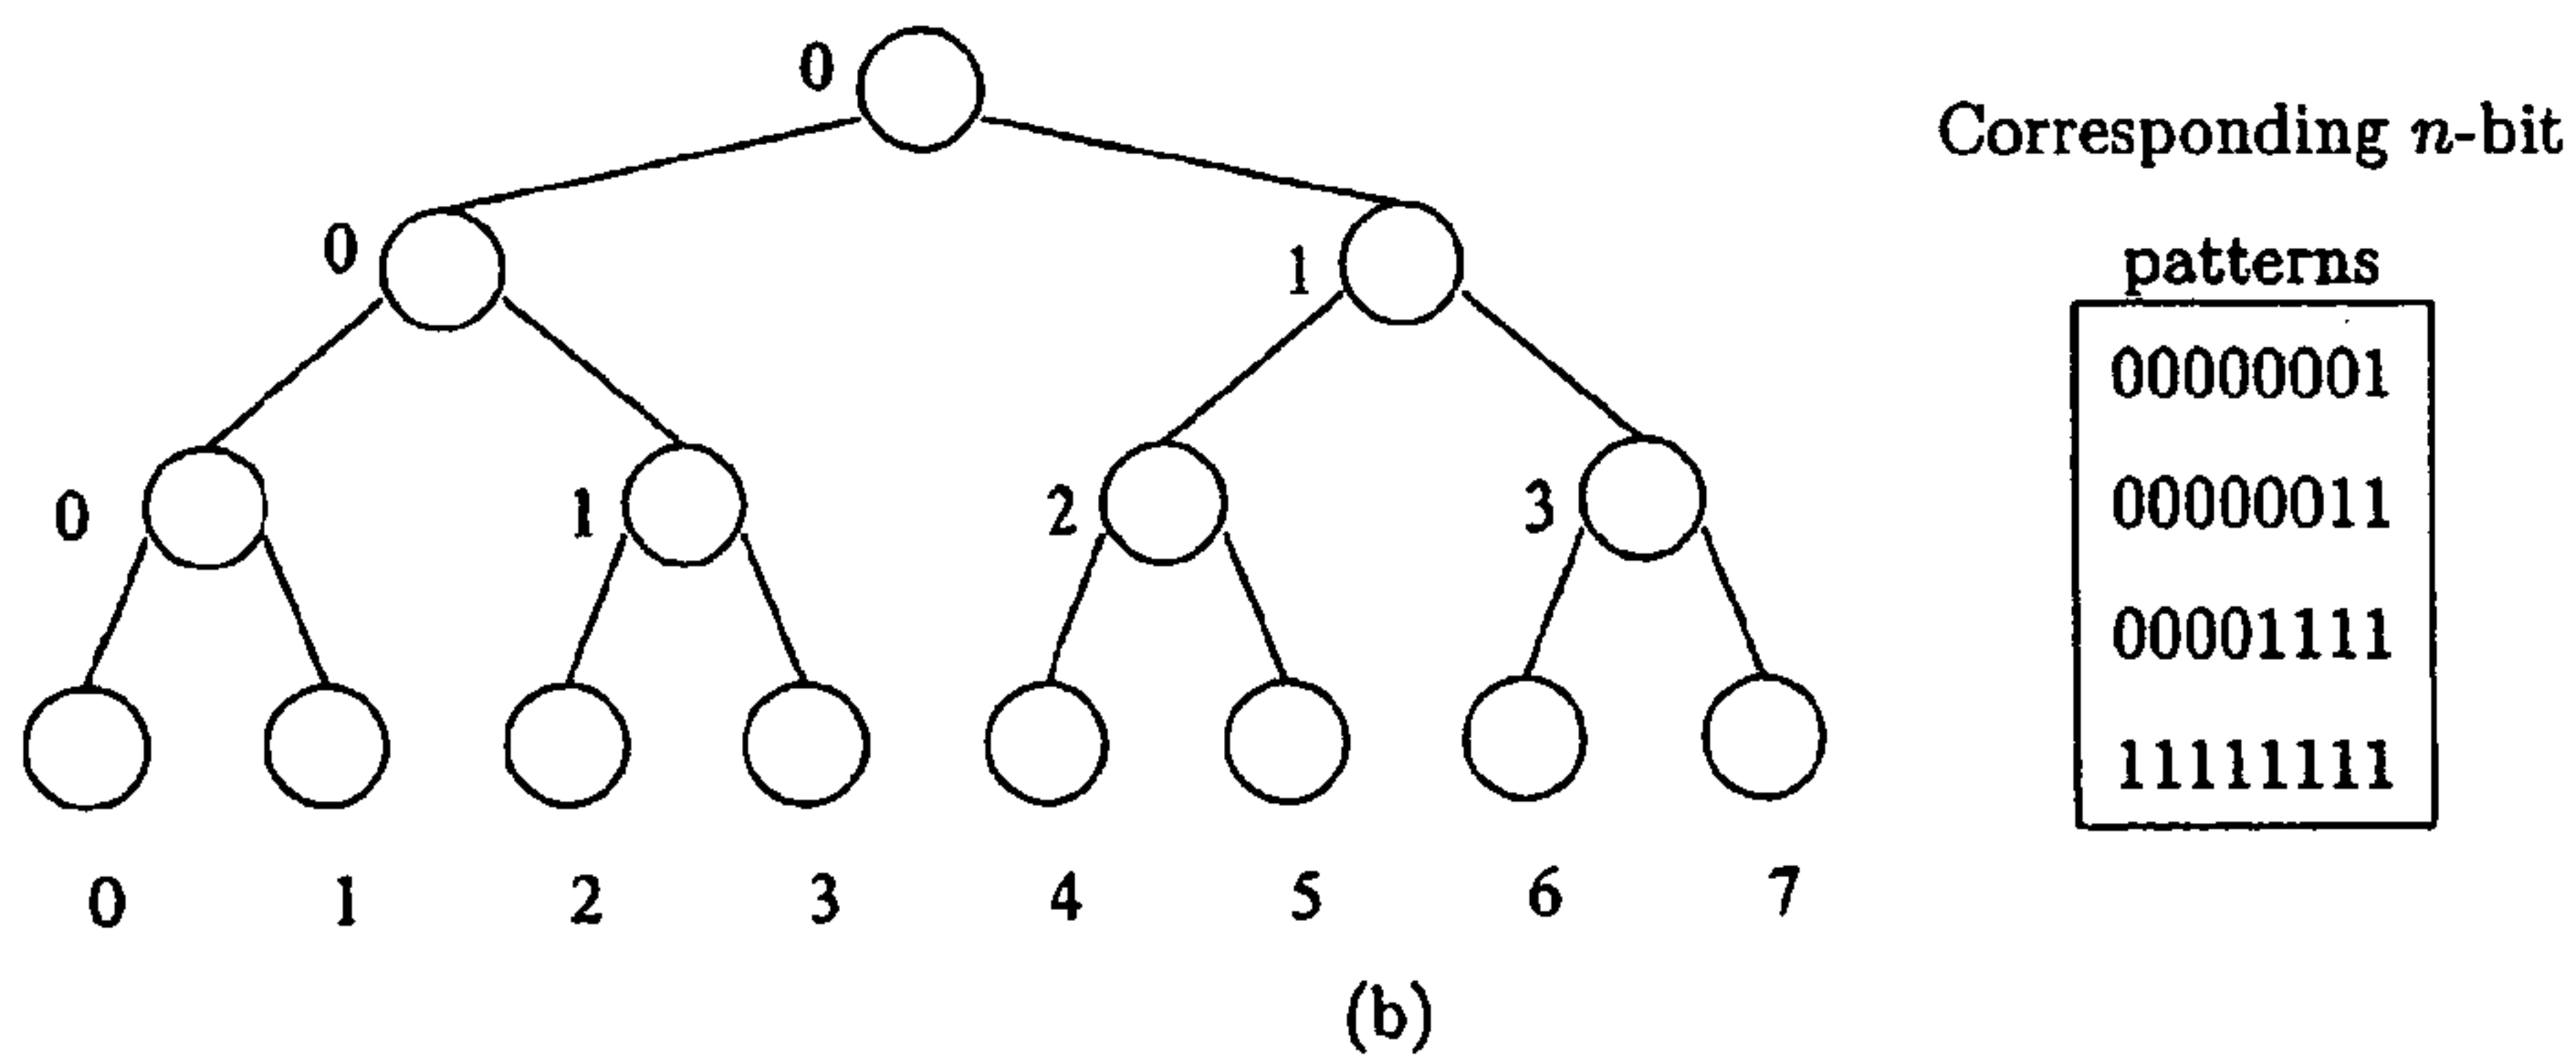 0
Corresponding n-bit
patterns
0 1
00000001
0 1 2 3
00000011
00001111
11111111
0 1 2 3 4 5 6 7
(b)